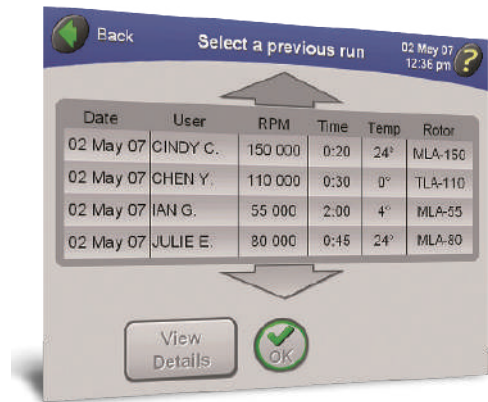 Back Select a previous run 02 May 07
12:36 pm ?
Date User RPM Time Temp Rotor
02 May 07 CINDY C. 150 000 0:20 24° MLA-150
02 May 07 CHEN Y. 110 000 0:30 0° TLA-110
02 May 07 IAN G. 55 000 2:00 4° MLA-55
02 May 07 JULIE E. 80 000 0:45 24° MLA-80
View
Details
OK